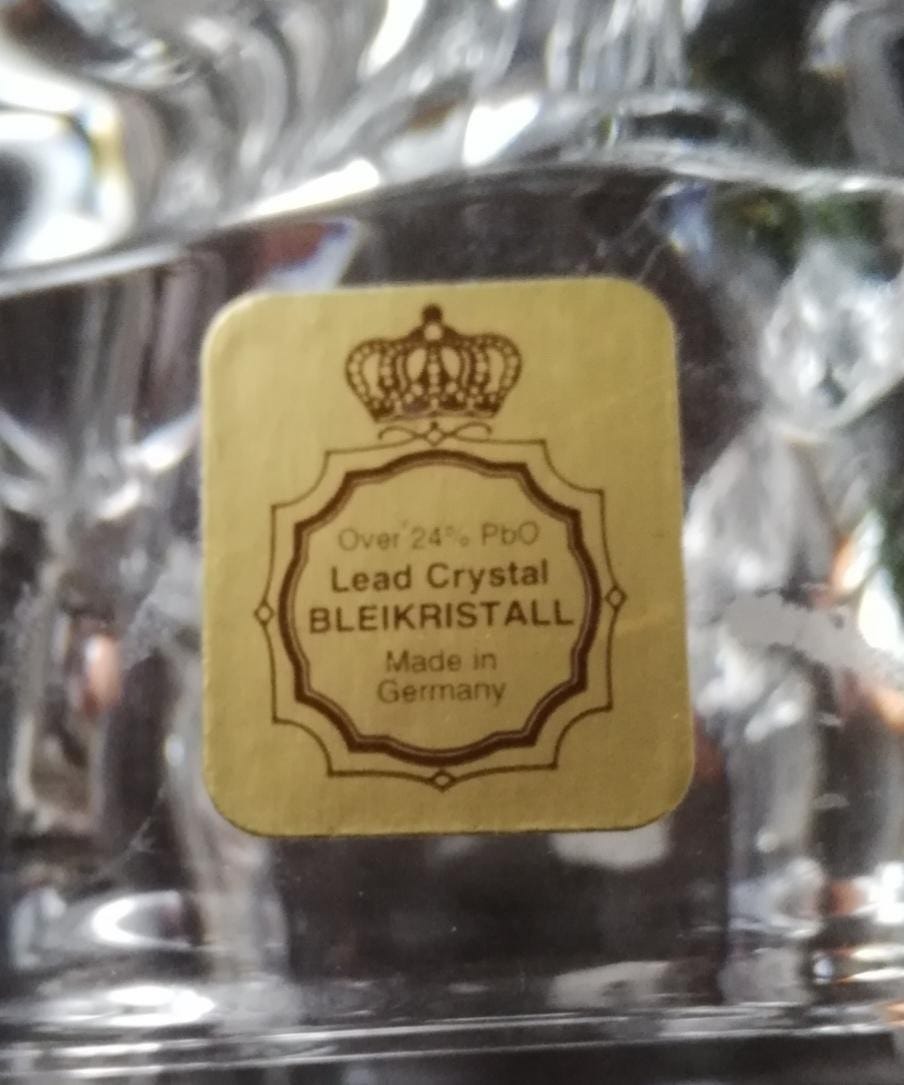 Over 24% PbO
Lead Crystal
BLEIKRISTALL
Made in
Germany